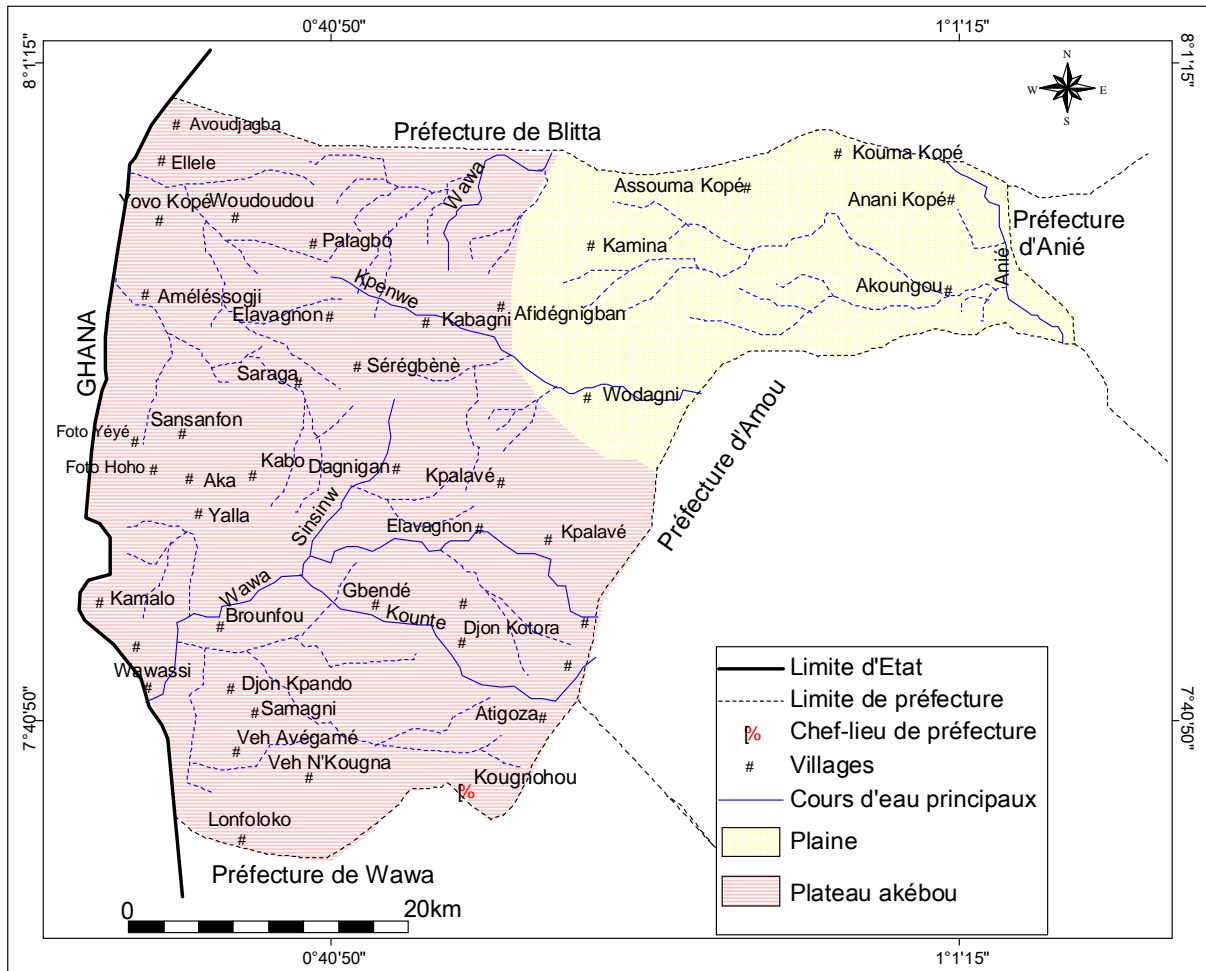 0°40'50"
1°1'15"
8°1'15"
8°1'15"
N
W
E
S
Avoudjagba
Préfecture de Blitta
Kouma Kopé
Ellele
Wawa
Assouma Kopé
Anani Kopé
Yovo Kopé
Woudoudou
Préfecture
d'Anié
Palagbo
Kamina
Anié
Kpenwe
Akoungou
Améléssogji
Elavagnon
Kabagni
Afidégnigban
GHANA
Sérégbènè
Saraga
Wodagni
Préfecture d'Amou
Foto Yéyé
Sansanfon
Foto Hoho
Aka
Kabo
Dagnigan
Kpalavé
Yalla
Sinsinw
Elavagnon
Kpalavé
Kamalo
Wawa
Gbendé
Brounfou
Kounte
Djon Kotora
Wawassi
Djon Kpando
Samagni
Atigoza
Veh Avégamé
Veh N'Kougna
Kougnohou
Lonfoloko
Préfecture de Wawa
0
20km
7°40'50"
7°40'50"
Limite d'Etat
Limite de préfecture
Chef-lieu de préfecture
Villages
Cours d'eau principaux
Plaine
Plateau akébou
0°40'50"
1°1'15"